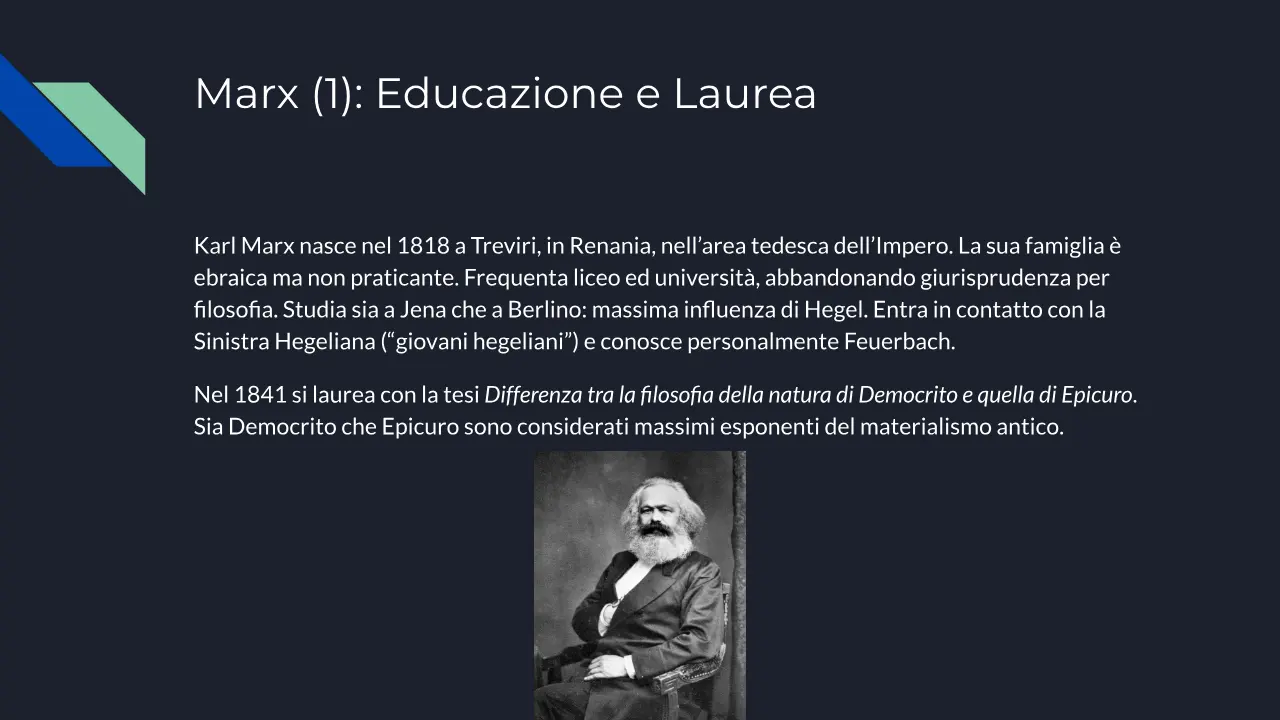 Marx (1): Educazione e Laurea
Karl Marx nasce nel 1818 a Treviri, in Renania, nell’area tedesca dell’Impero. La sua famiglia è
ebraica ma non praticante. Frequenta liceo ed università, abbandonando giurisprudenza per
filosofia. Studia sia a Jena che a Berlino: massima influenza di Hegel. Entra in contatto con la
Sinistra Hegeliana (“giovani hegeliani”) e conosce personalmente Feuerbach.
Nel 1841 si laurea con la tesi Differenza tra la filosofia della natura di Democrito e quella di Epicuro.
Sia Democrito che Epicuro sono considerati massimi esponenti del materialismo antico.